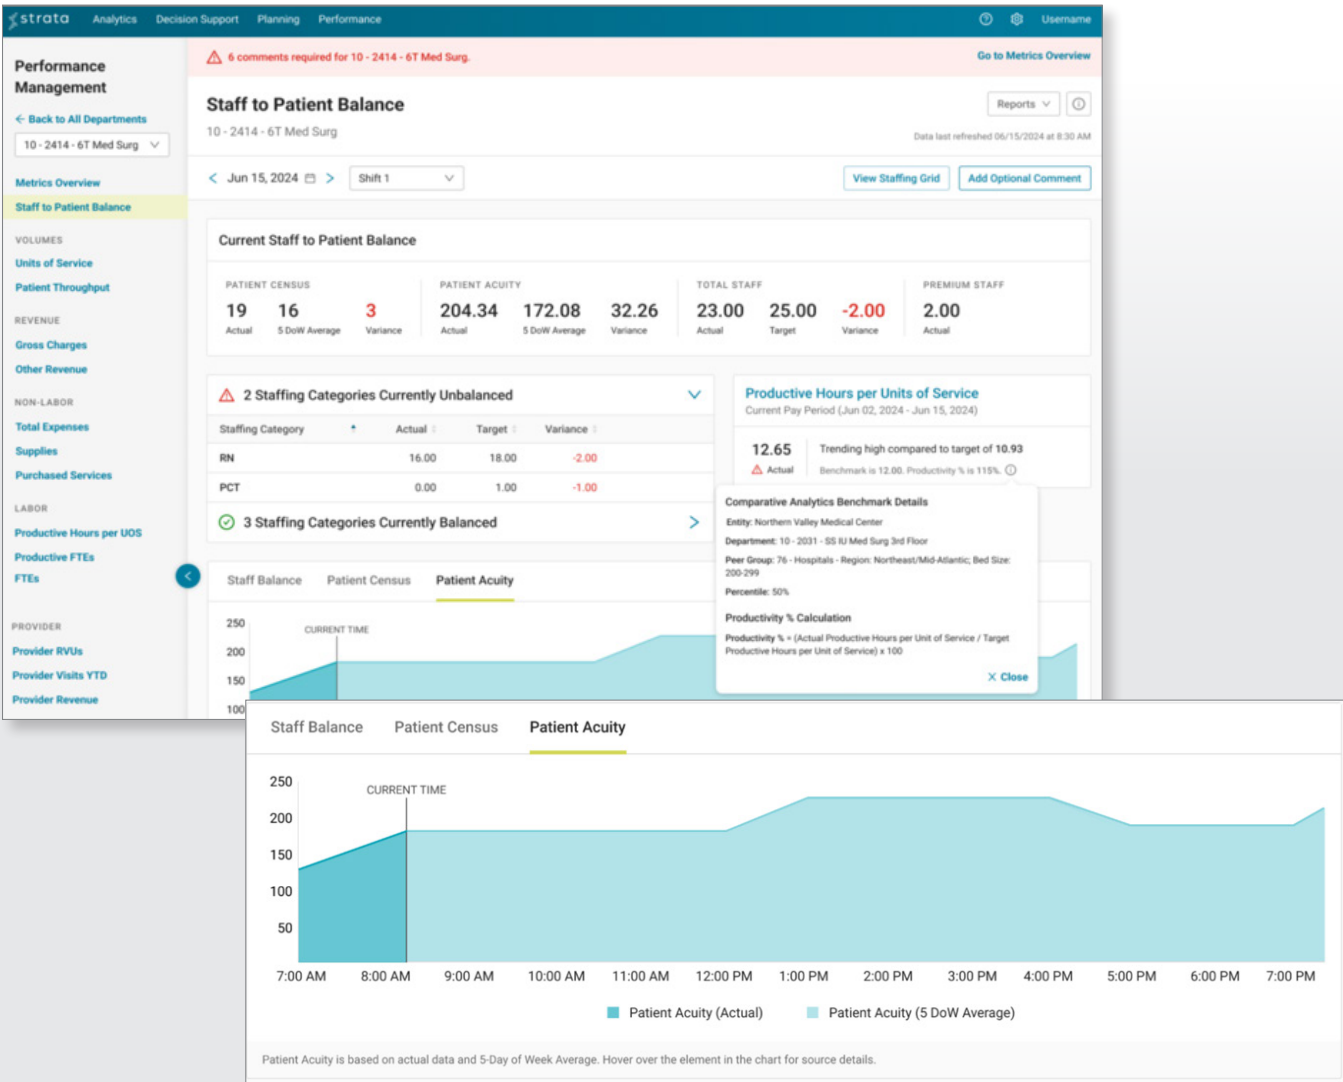 strata Analytics Decision Support Planning Performance Username
Performance
Management
← Back to All Departments
10 - 2414 - 6T Med Surg
Metrics Overview
Staff to Patient Balance
VOLUMES
Units of Service
Patient Throughput
REVENUE
Gross Charges
Other Revenue
NON-LABOR
Total Expenses
Supplies
Purchased Services
LABOR
Productive Hours per UOS
Productive FTEs
FTEs
PROVIDER
Provider RVUs
Provider Visits YTD
Provider Revenue
6 comments required for 10 - 2414 - 6T Med Surg. Go to Metrics Overview
Staff to Patient Balance Reports
10 - 2414 - 6T Med Surg
Data last refreshed 06/15/2024 at 8:30 AM
Jun 15, 2024 Shift 1 View Staffing Grid Add Optional Comment
Current Staff to Patient Balance
PATIENT CENSUS PATIENT ACUITY TOTAL STAFF PREMIUM STAFF
19 16 3 204.34 172.08 32.26 23.00 25.00 -2.00 2.00
Actual 5 DoW Average Variance Actual 5 DoW Average Variance Actual Target Variance Actual
2 Staffing Categories Currently Unbalanced
Staffing Category Actual Target Variance
RN 16.00 18.00 -2.00
PCT 0.00 1.00 -1.00
3 Staffing Categories Currently Balanced
Productive Hours per Units of Service
Current Pay Period (Jun 02, 2024 - Jun 15, 2024)
12.65 Trending high compared to target of 10.93
Actual Benchmark is 12.00. Productivity % is 115%.
Comparative Analytics Benchmark Details
Entity: Northern Valley Medical Center
Department: 10 - 2031 - SS IU Med Surg 3rd Floor
Peer Group: 76 - Hospitals - Region: Northeast/Mid-Atlantic; Bed Size:
200-299
Percentile: 50%
Productivity % Calculation
Productivity % = (Actual Productive Hours per Unit of Service / Target
Productive Hours per Unit of Service) x 100
X Close
Staff Balance Patient Census Patient Acuity
250
CURRENT TIME
200
150
100
Staff Balance Patient Census Patient Acuity
250
CURRENT TIME
200
150
100
50
7:00 AM 8:00 AM 9:00 AM 10:00 AM 11:00 AM 12:00 PM 1:00 PM 2:00 PM 3:00 PM 4:00 PM 5:00 PM 6:00 PM 7:00 PM
Patient Acuity (Actual) Patient Acuity (5 DoW Average)
Patient Acuity is based on actual data and 5-Day of Week Average. Hover over the element in the chart for source details.